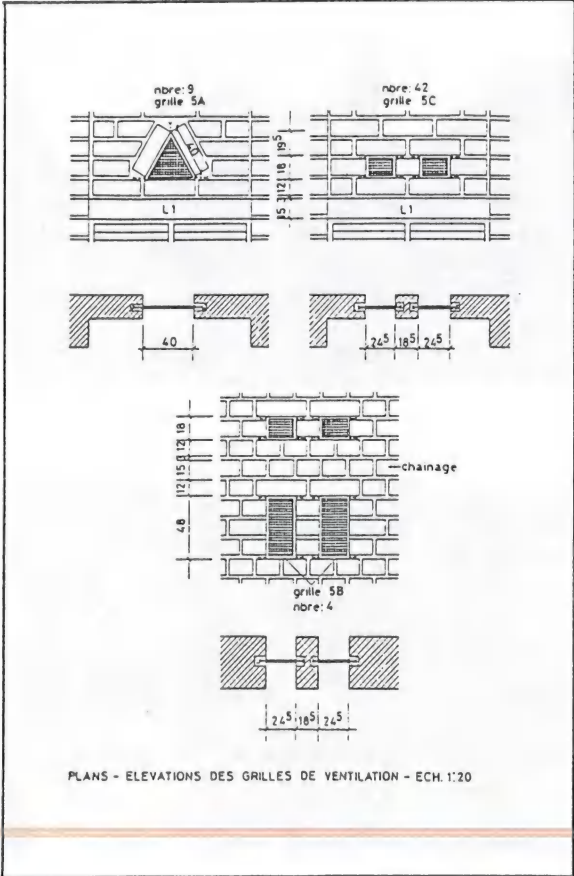 nbre: 9
grille 5A
nbre: 42
grille 5C
40
L1
19⁵
18
12
3
15
L1
40
24⁵ 18⁵ 24⁵
18
12
3
15
12
48
chainage
grille 5B
nbre: 4
24⁵ 18⁵ 24⁵
PLANS - ELEVATIONS DES GRILLES DE VENTILATION - ECH. 1:20